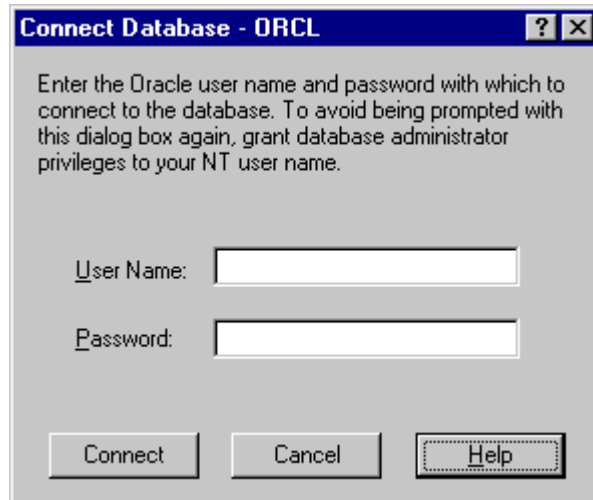 Connect Database - ORCL
Enter the Oracle user name and password with which to
connect to the database. To avoid being prompted with
this dialog box again, grant database administrator
privileges to your NT user name.
User Name:
Password:
Connect Cancel Help